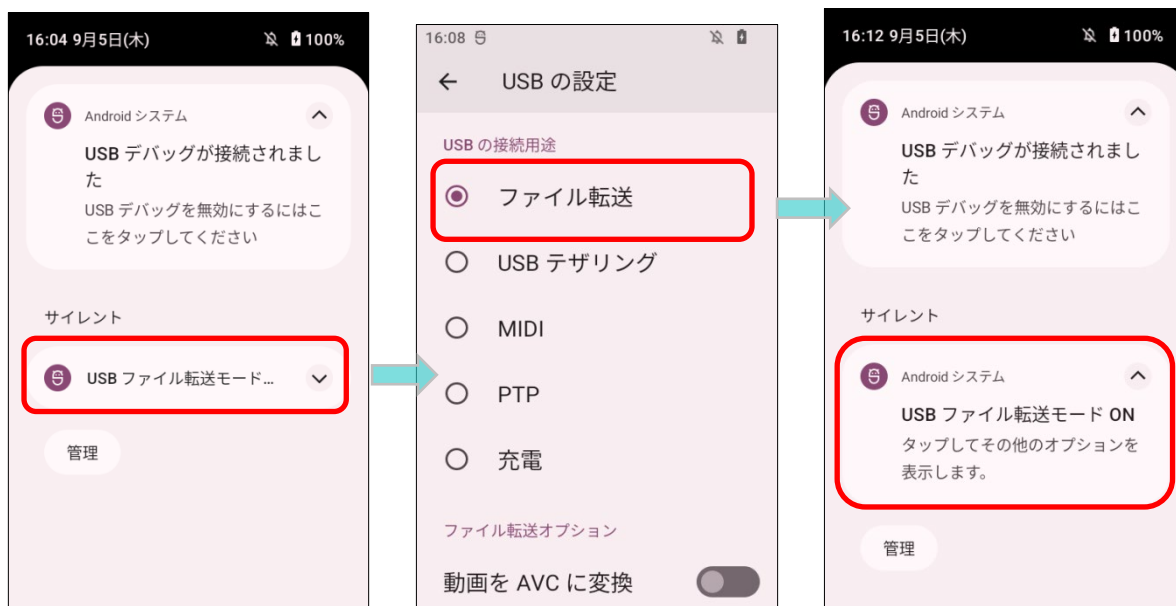 16:04 9月5日(木)
100%
Android システム
USB デバッグが接続されまし
た
USB デバッグを無効にするにはこ
こをタップしてください
サイレント
USB ファイル転送モード...
管理
16:08
USB の設定
USB の接続用途
ファイル転送
USB テザリング
MIDI
PTP
充電
ファイル転送オプション
動画を AVC に変換
16:12 9月5日(木)
100%
Android システム
USB デバッグが接続されまし
た
USB デバッグを無効にするにはこ
こをタップしてください
サイレント
Android システム
USB ファイル転送モード ON
タップしてその他のオプションを
表示します。
管理